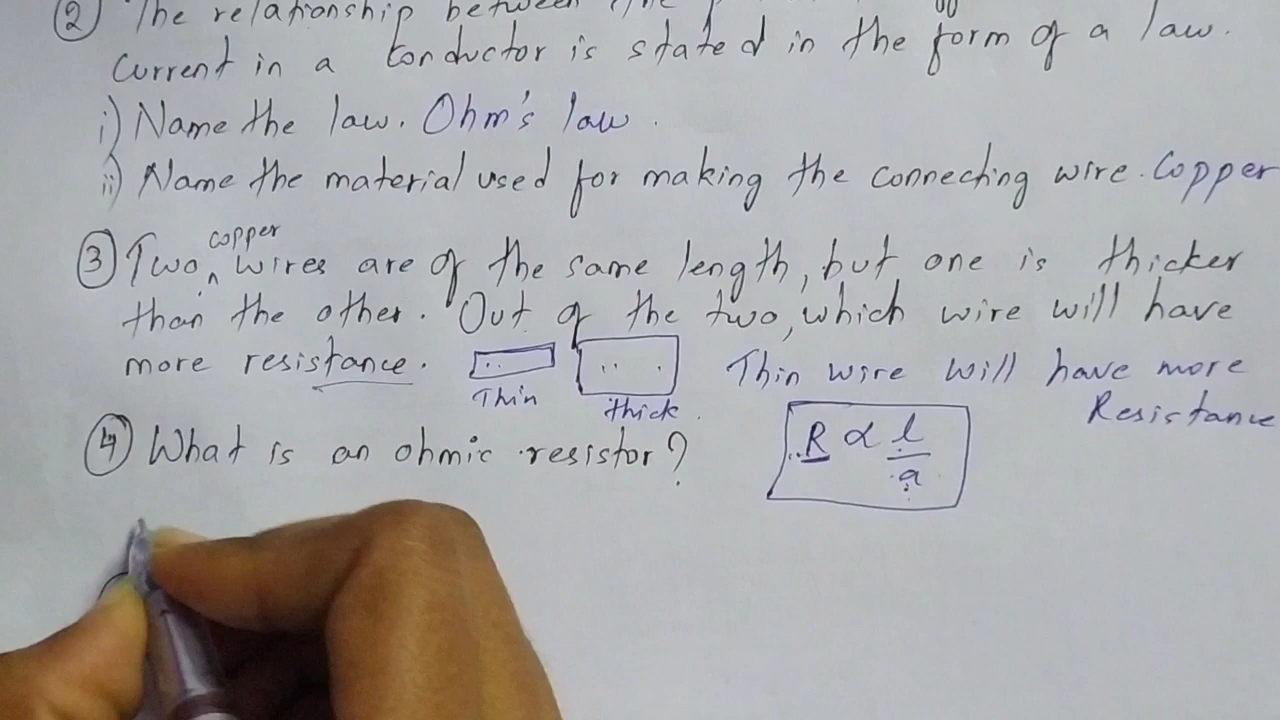 ② The relationship between the
Current in a Conductor is stated in the form of a law.
i) Name the law. Ohm's law.
ii) Name the material used for making the connecting wire. Copper
③ Two copper wires are of the same length, but one is thicker
than the other. Out of the two, which wire will have
more resistance. Thin wire will have more
Resistance
Thin thick.
④ What is an ohmic resistor?
R ∝ l/a